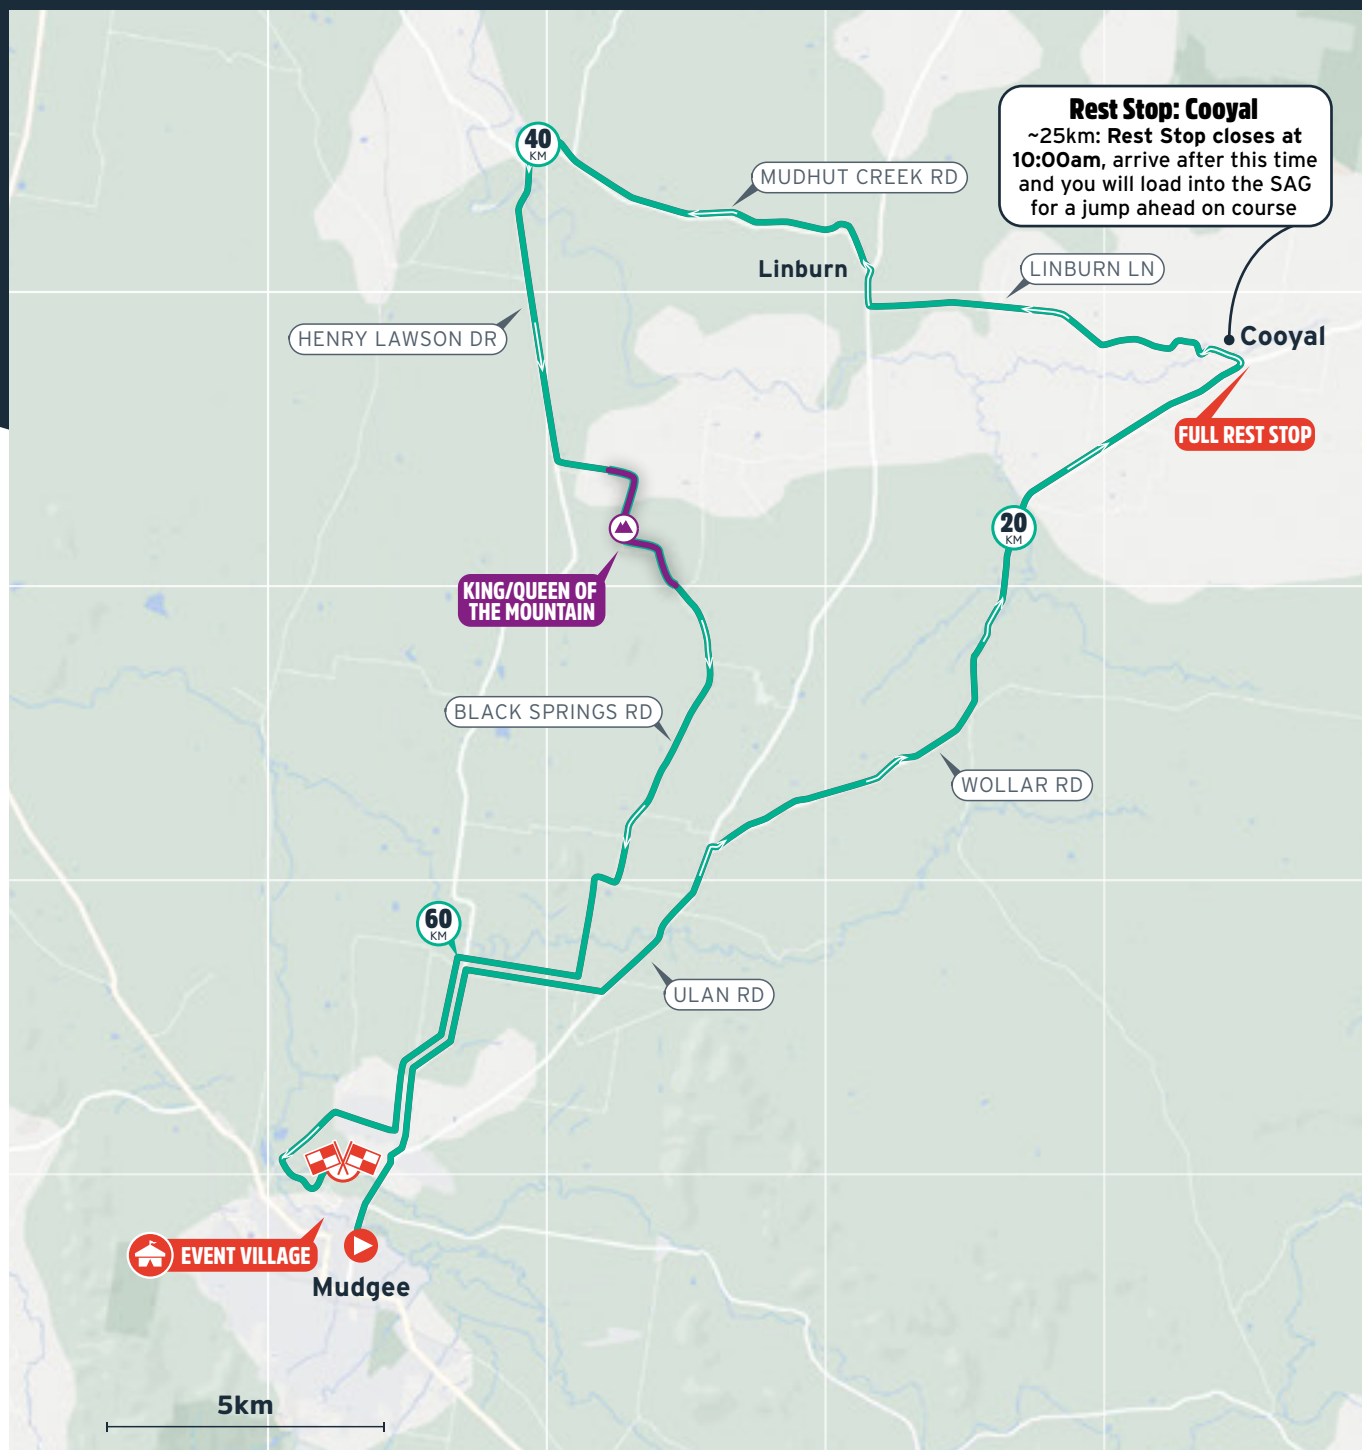 Rest Stop: Cooyal
~25km: Rest Stop closes at
10:00am, arrive after this time
and you will load into the SAG
for a jump ahead on course
40
KM
MUDHUT CREEK RD
Linburn
LINBURN LN
HENRY LAWSON DR
Cooyal
FULL REST STOP
20
KM
KING/QUEEN OF
THE MOUNTAIN
BLACK SPRINGS RD
WOLLAR RD
60
KM
ULAN RD
EVENT VILLAGE
Mudgee
5km